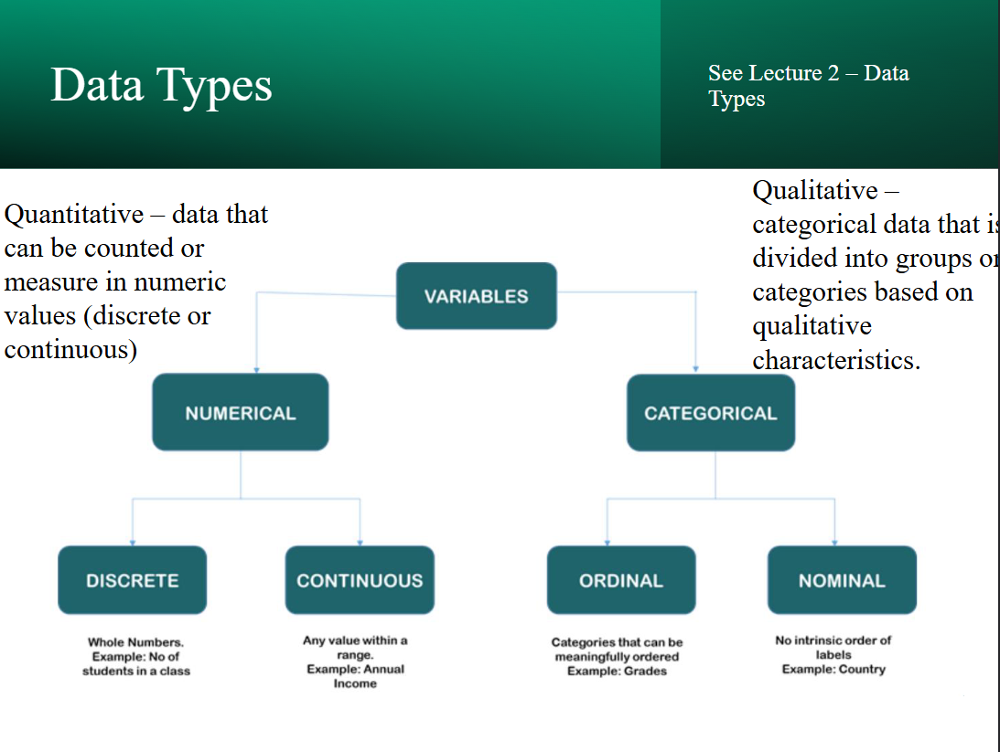 Data Types
See Lecture 2 – Data
Types
Quantitative – data that
can be counted or
measure in numeric
values (discrete or
continuous)
Qualitative –
categorical data that is
divided into groups or
categories based on
qualitative
characteristics.
VARIABLES
NUMERICAL
CATEGORICAL
DISCRETE
CONTINUOUS
ORDINAL
NOMINAL
Whole Numbers.
Example: No of
students in a class
Any value within a
range.
Example: Annual
Income
Categories that can be
meaningfully ordered
Example: Grades
No intrinsic order of
labels
Example: Country